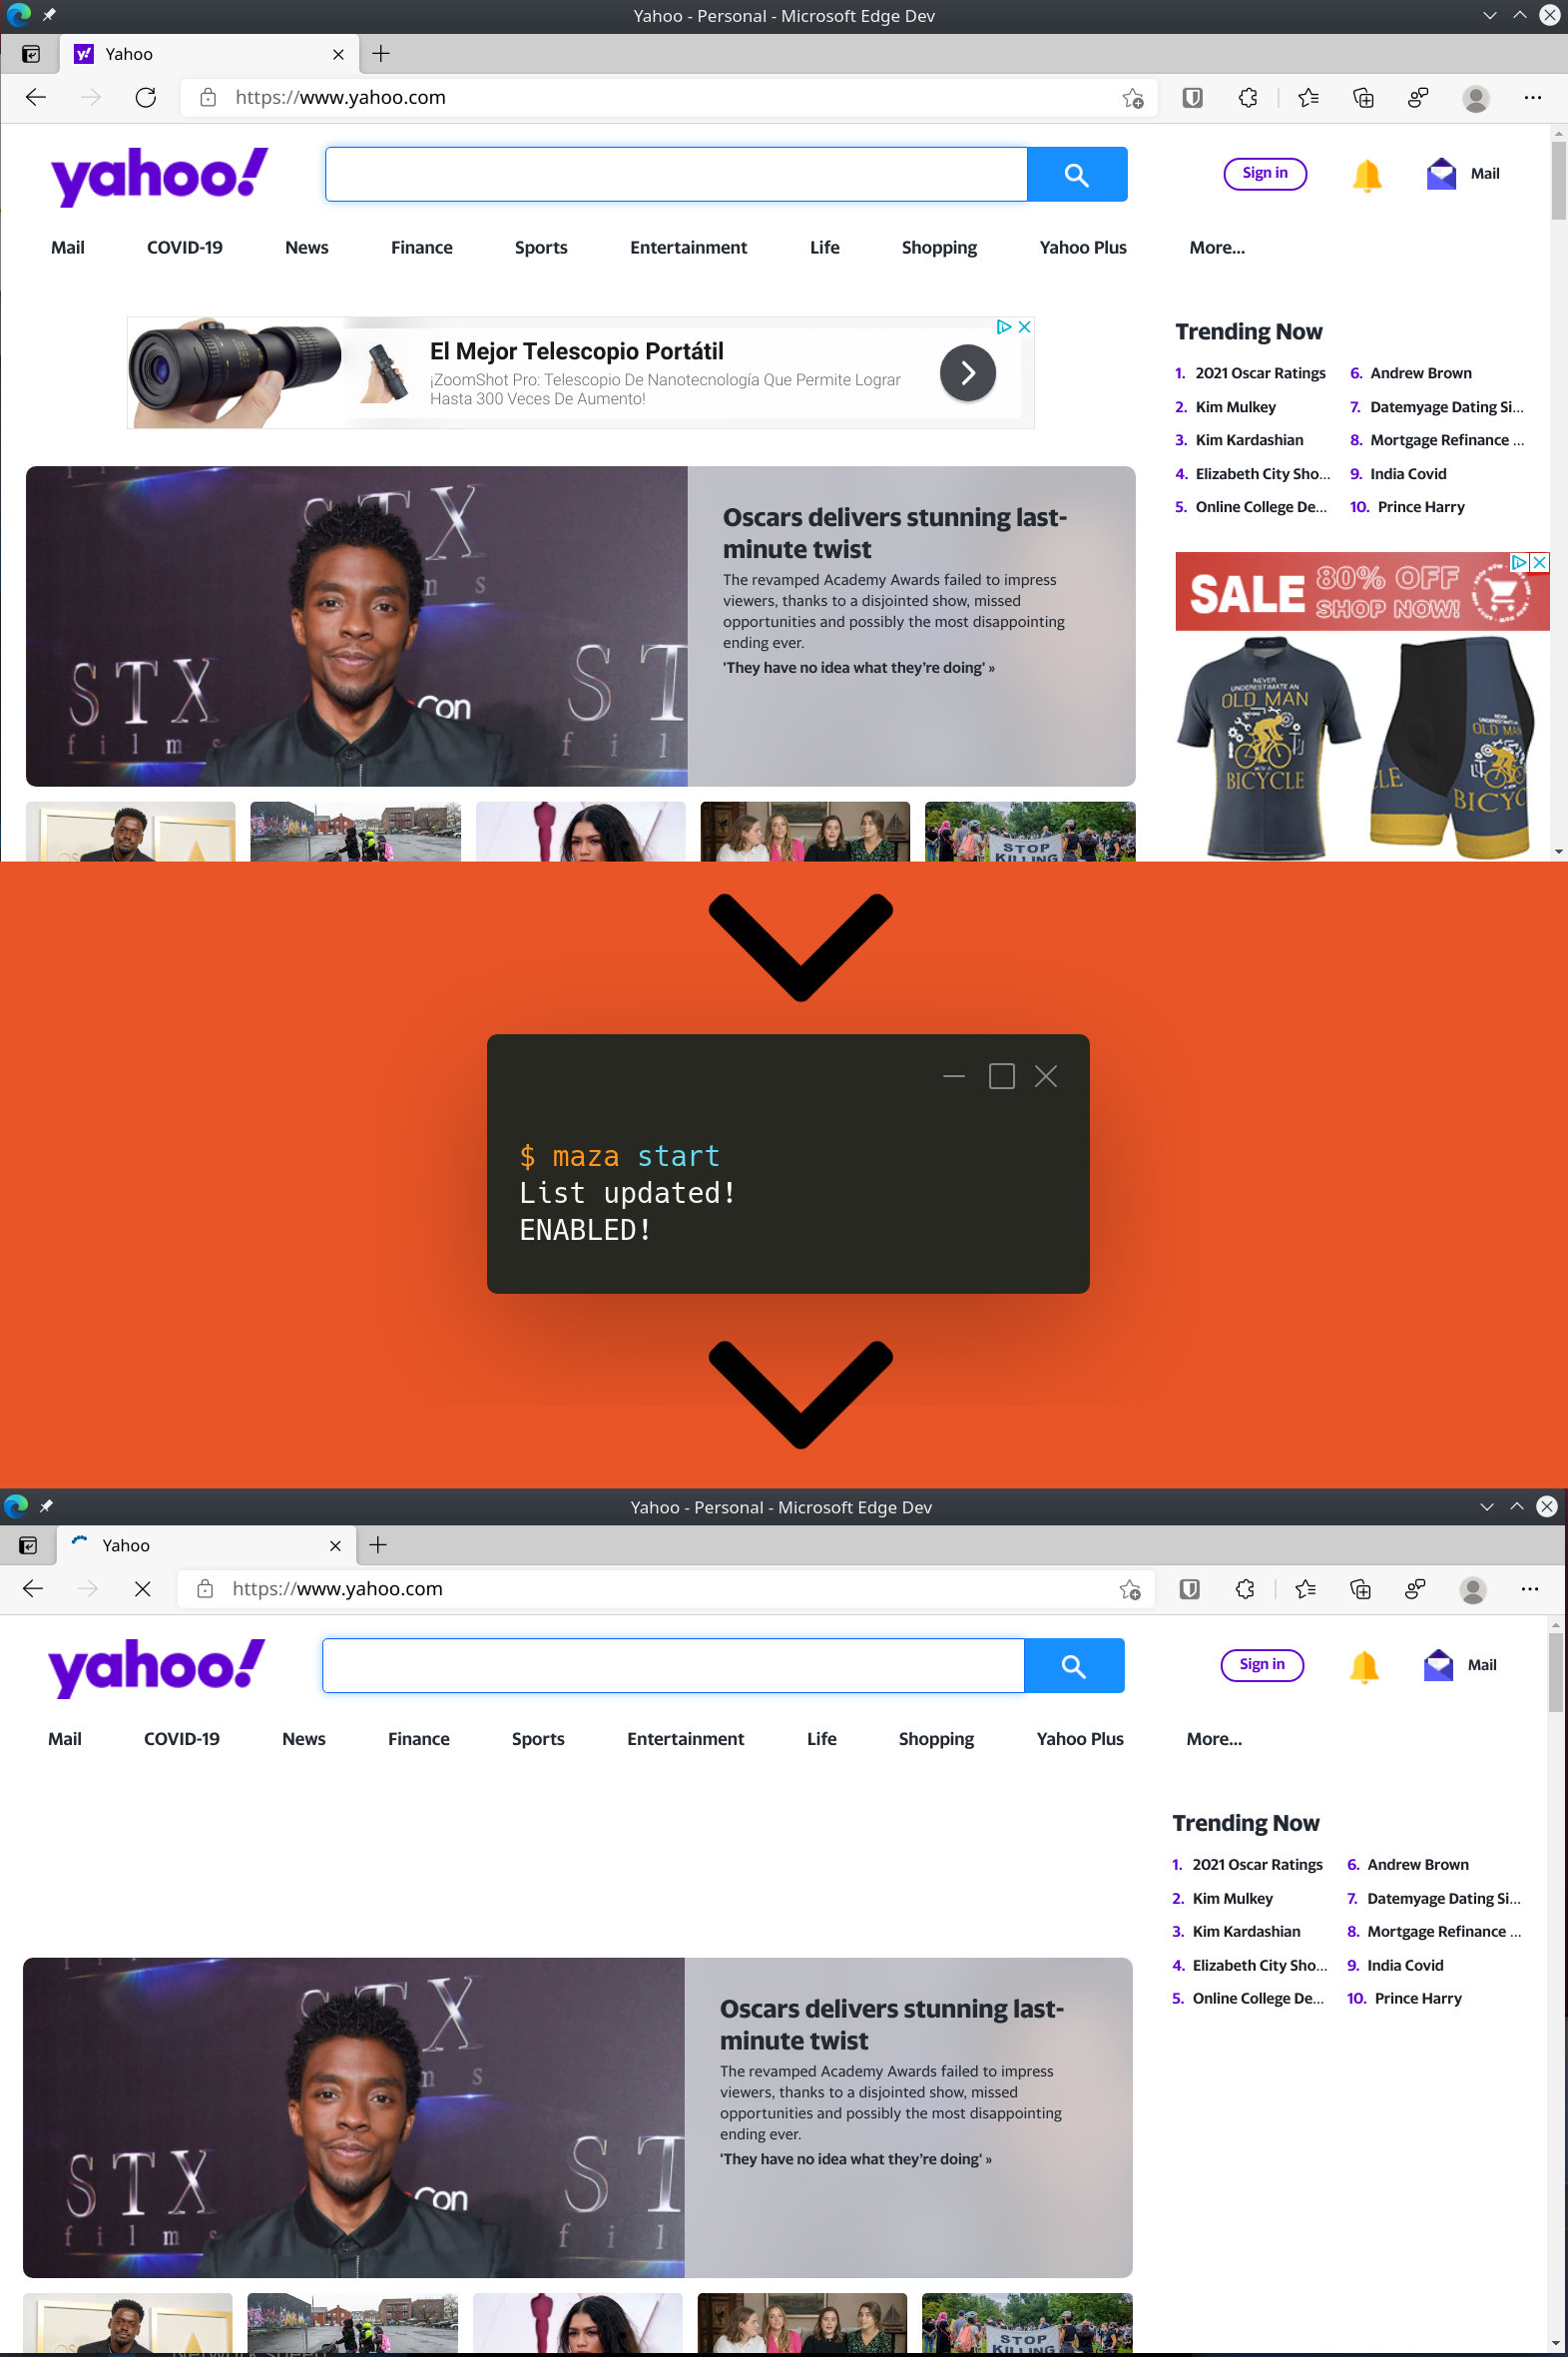 Yahoo - Personal - Microsoft Edge Dev
Yahoo
https://www.yahoo.com
yahoo!
Sign in
Mail
Mail COVID-19 News Finance Sports Entertainment Life Shopping Yahoo Plus More...
El Mejor Telescopio Portátil
¡ZoomShot Pro: Telescopio De Nanotecnología Que Permite Lograr
Hasta 300 Veces De Aumento!
Trending Now
1. 2021 Oscar Ratings
2. Kim Mulkey
3. Kim Kardashian
4. Elizabeth City Sho...
5. Online College De...
6. Andrew Brown
7. Datemyage Dating Si...
8. Mortgage Refinance ...
9. India Covid
10. Prince Harry
STX
films
STX
films
Con
ST
fil
Oscars delivers stunning last-
minute twist
The revamped Academy Awards failed to impress
viewers, thanks to a disjointed show, missed
opportunities and possibly the most disappointing
ending ever.
'They have no idea what they're doing' »
SALE 80% OFF
SHOP NOW!
NEVER
UNDERESTIMATE AN
OLD MAN
BICYCLE
OLD MAN
BICYC
STOP
KILLING
$ maza start
List updated!
ENABLED!
Yahoo - Personal - Microsoft Edge Dev
Yahoo
https://www.yahoo.com
yahoo!
Sign in
Mail
Mail COVID-19 News Finance Sports Entertainment Life Shopping Yahoo Plus More...
Trending Now
1. 2021 Oscar Ratings
2. Kim Mulkey
3. Kim Kardashian
4. Elizabeth City Sho...
5. Online College De...
6. Andrew Brown
7. Datemyage Dating Si...
8. Mortgage Refinance ...
9. India Covid
10. Prince Harry
STX
films
Con
ST
fil
Oscars delivers stunning last-
minute twist
The revamped Academy Awards failed to impress
viewers, thanks to a disjointed show, missed
opportunities and possibly the most disappointing
ending ever.
'They have no idea what they're doing' »
STOP
KILLING